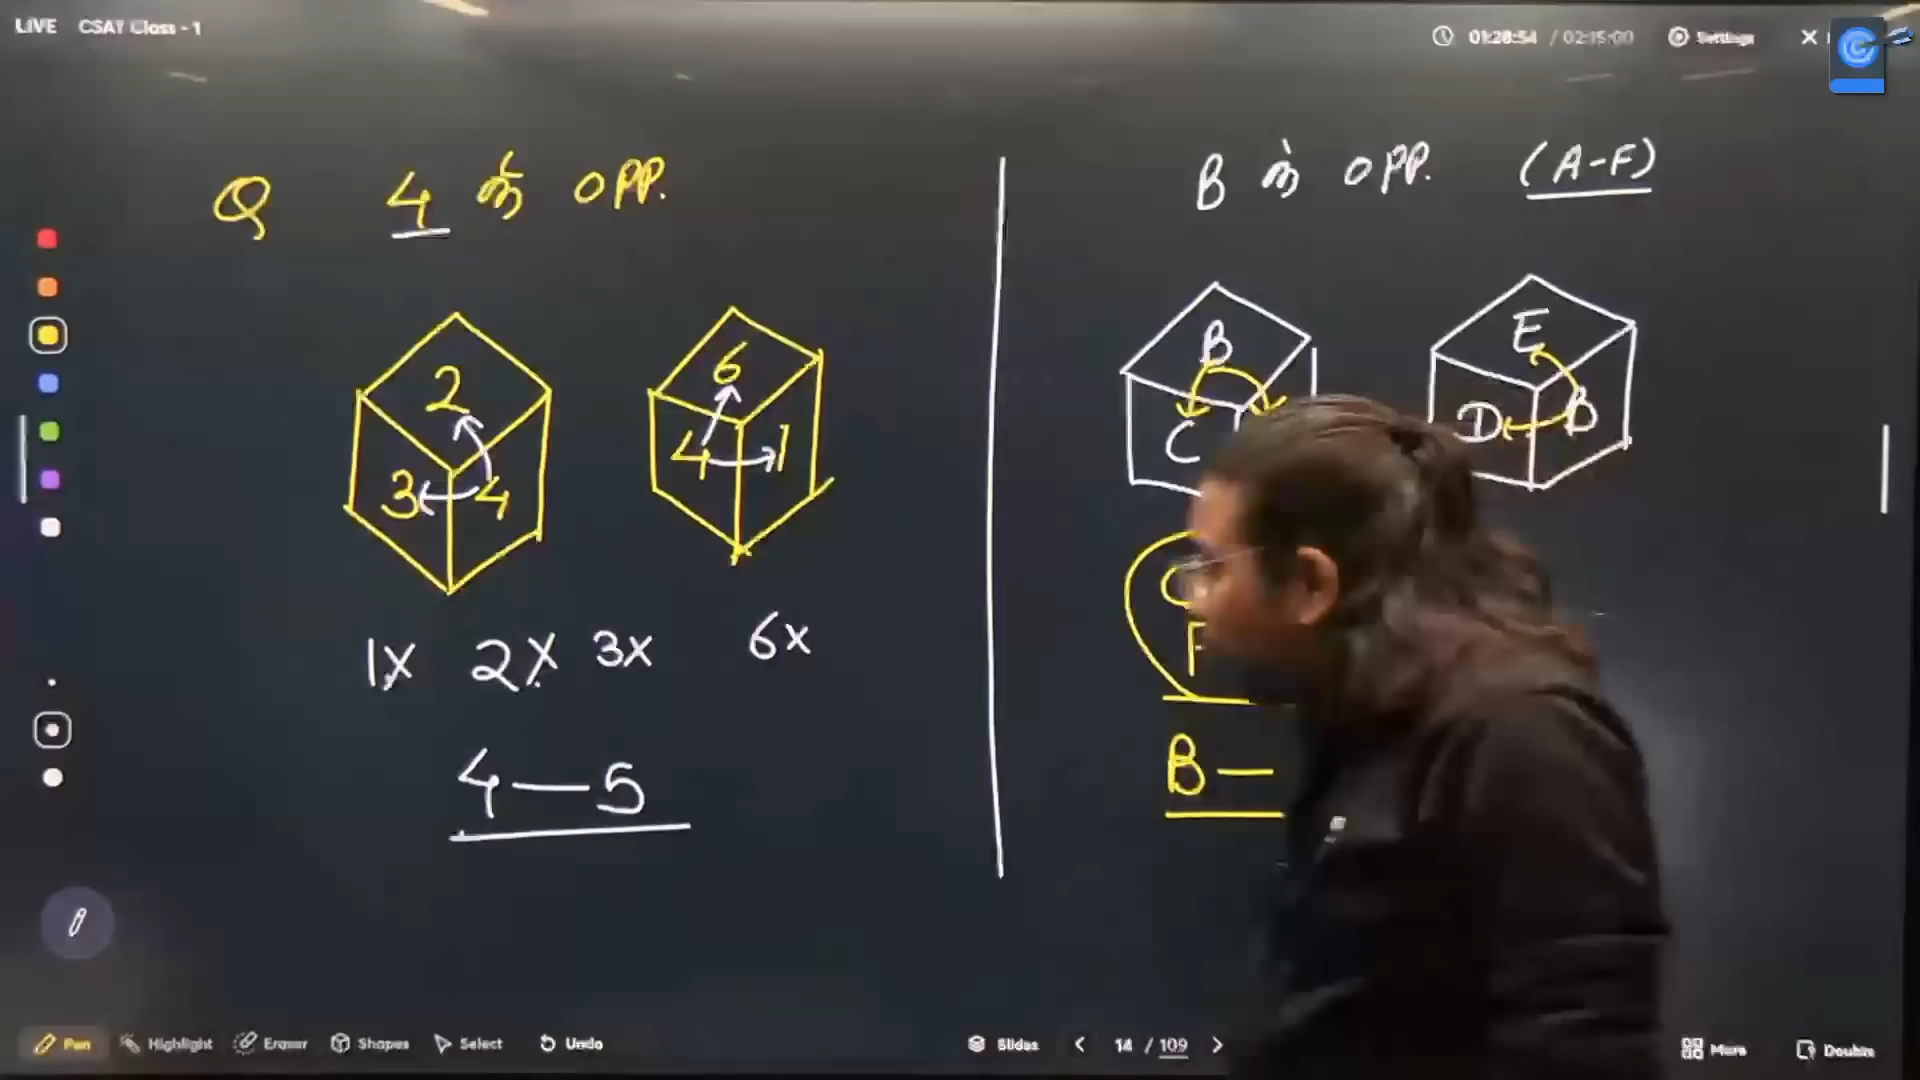 LIVE CSAT Class - 1
01:28:54 / 02:15:00 Settings
Q 4 के opp.
2
3 4
6
4 1
1x 2x 3x 6x
4 — 5
B के opp. (A-F)
B
C
E
D B
B —
Pen Highlight Eraser Shapes Select Undo
Slides < 14 / 109 >
More Doubts